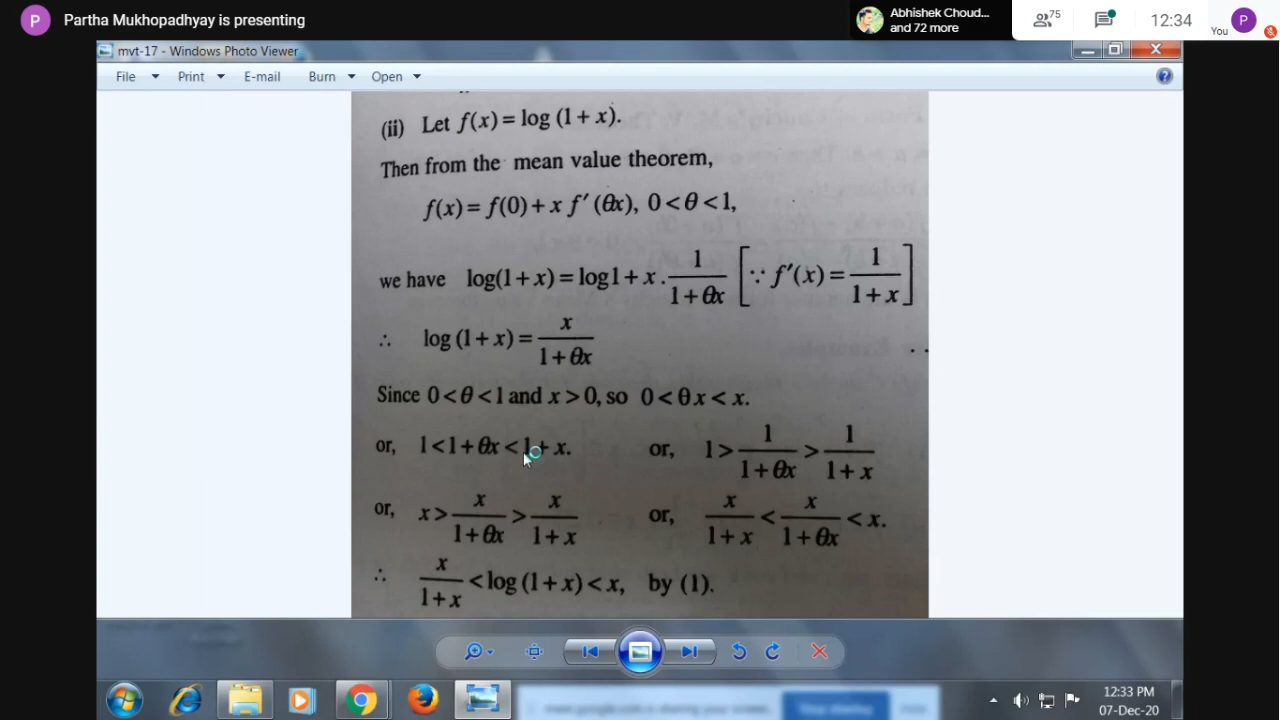 Partha Mukhopadhyay is presenting
Abhishek Choud...
and 72 more
75
12:34
You
P
mvt-17 - Windows Photo Viewer
File Print E-mail Burn Open
(ii) Let f(x) = log (1 + x).
Then from the mean value theorem,
f(x) = f(0) + x f′ (θx), 0 < θ < 1,
we have log(1 + x) = log1 + x . 1/(1 + θx) [∵ f′(x) = 1/(1 + x)]
∴ log (1 + x) = x/(1 + θx)
Since 0 < θ < 1 and x > 0, so 0 < θ x < x.
or, 1 < 1 + θx < 1 + x. or, 1 > 1/(1 + θx) > 1/(1 + x)
or, x > x/(1 + θx) > x/(1 + x) or, x/(1 + x) < x/(1 + θx) < x.
∴ x/(1 + x) < log (1 + x) < x, by (1).
12:33 PM
07-Dec-20